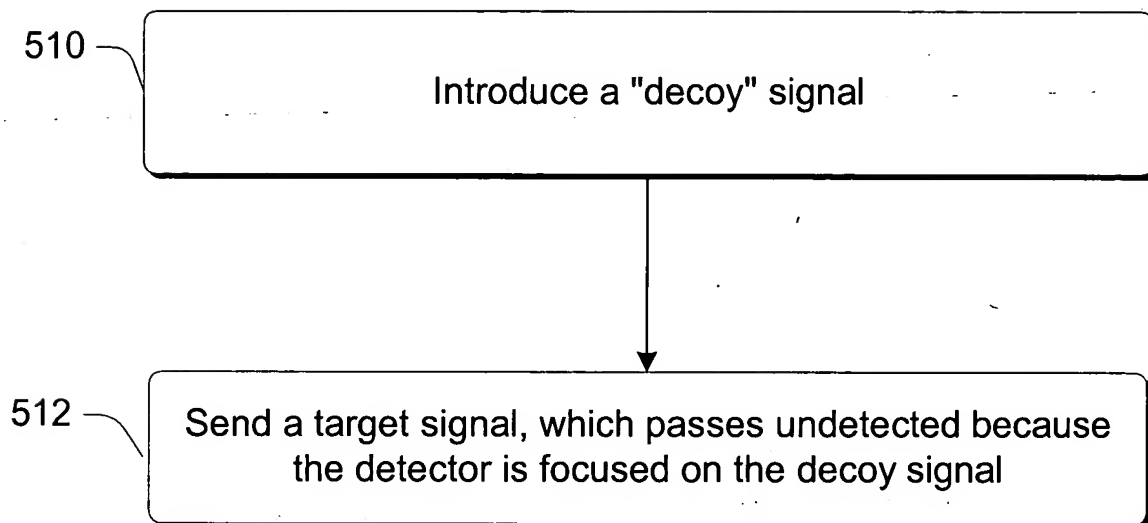 510
Introduce a "decoy" signal
512
Send a target signal, which passes undetected because
the detector is focused on the decoy signal